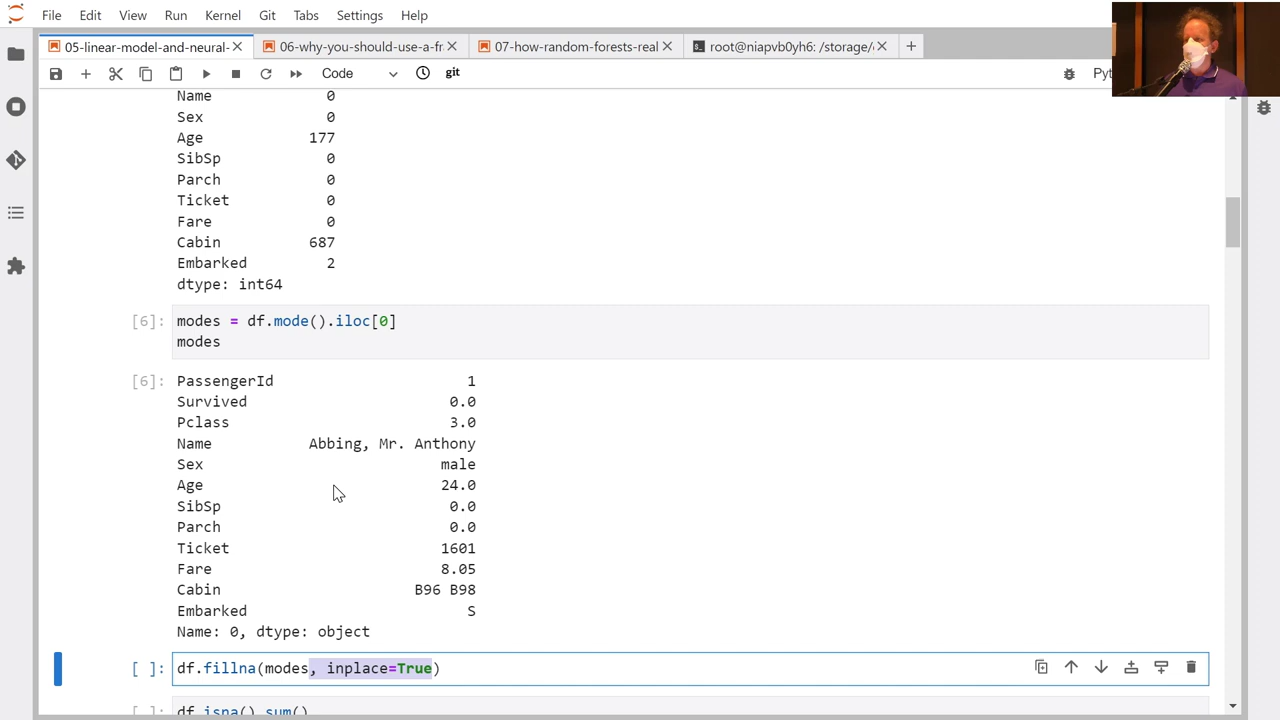 File Edit View Run Kernel Git Tabs Settings Help
05-linear-model-and-neural- 06-why-you-should-use-a-fr 07-how-random-forests-real root@niapvb0yh6: /storage/
Code git Pyt
Name 0
Sex 0
Age 177
SibSp 0
Parch 0
Ticket 0
Fare 0
Cabin 687
Embarked 2
dtype: int64
[6]: modes = df.mode().iloc[0]
modes
[6]: PassengerId 1
Survived 0.0
Pclass 3.0
Name Abbing, Mr. Anthony
Sex male
Age 24.0
SibSp 0.0
Parch 0.0
Ticket 1601
Fare 8.05
Cabin B96 B98
Embarked S
Name: 0, dtype: object
[ ]: df.fillna(modes, inplace=True)
[ ]: df.isna().sum()